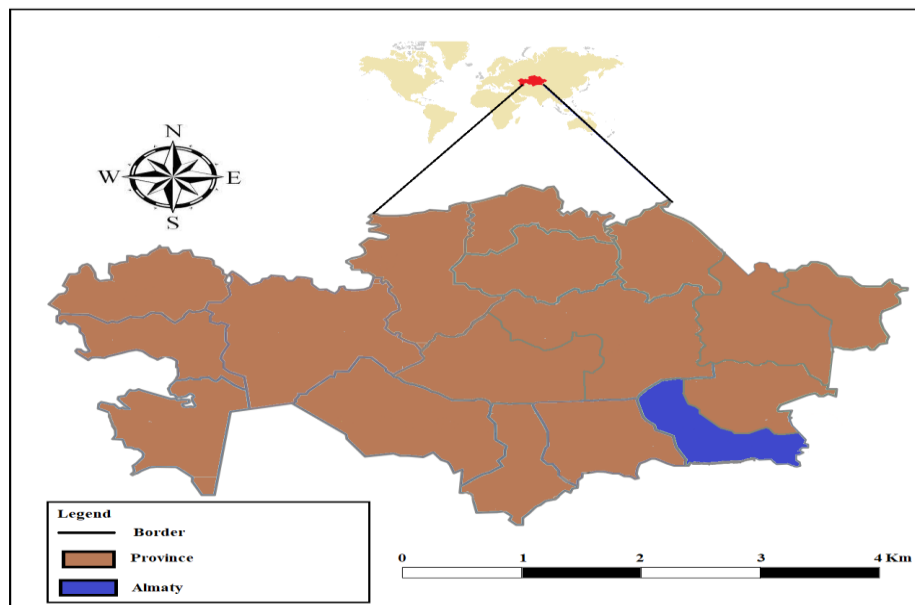 N
W E
S
Legend
Border
Province
Almaty
0 1 2 3 4 Km